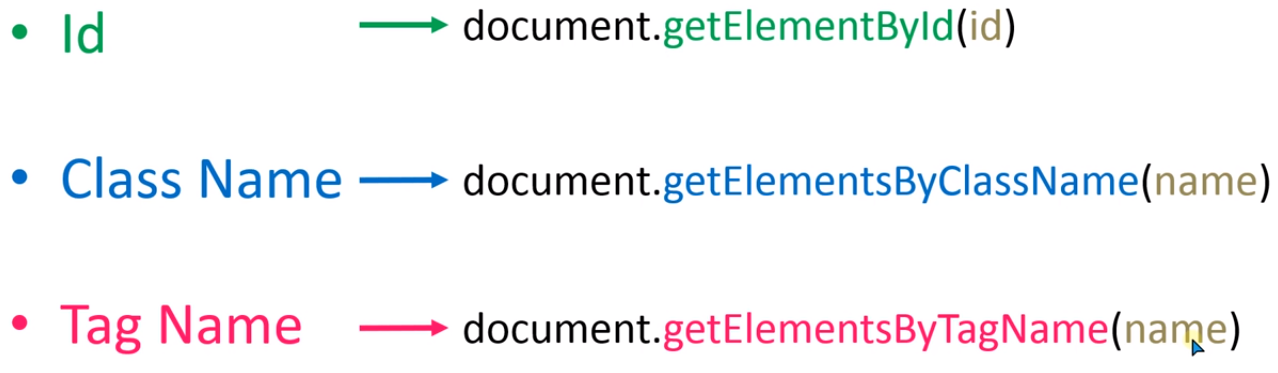 • Id → document.getElementById(id)
• Class Name → document.getElementsByClassName(name)
• Tag Name → document.getElementsByTagName(name)